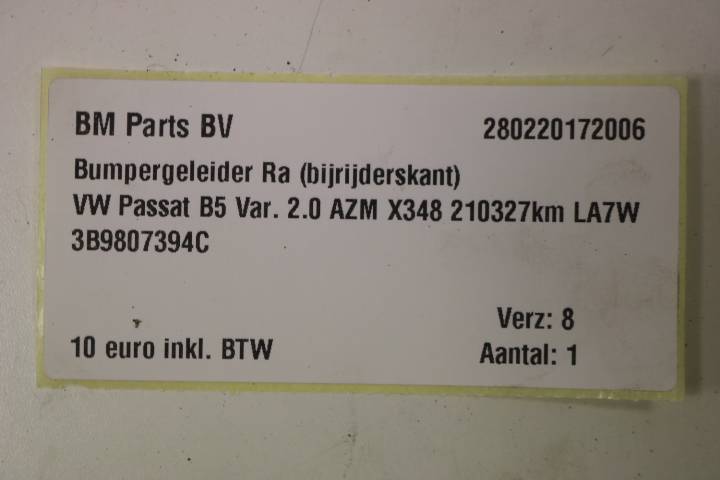 BM Parts BV 280220172006
Bumpergeleider Ra (bijrijderskant)
VW Passat B5 Var. 2.0 AZM X348 210327km LA7W
3B9807394C
Verz: 8
10 euro inkl. BTW Aantal: 1